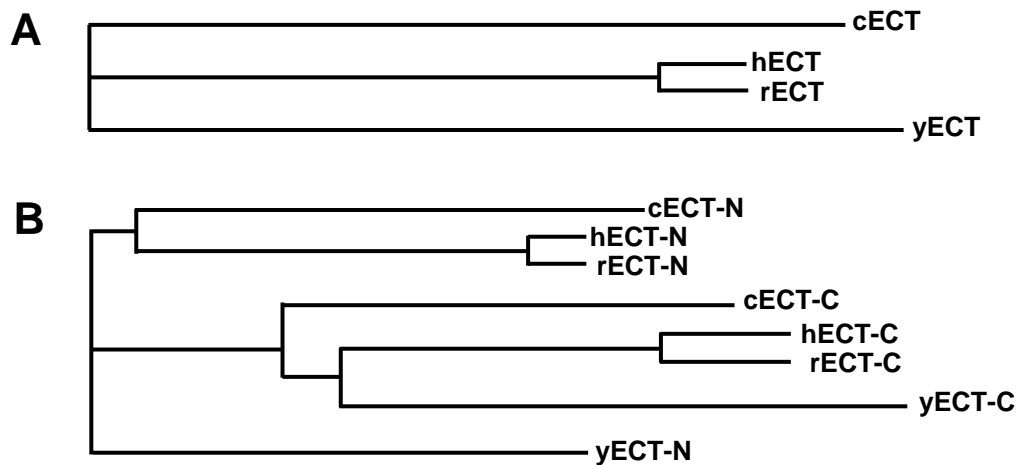 A
cECT
hECT
rECT
yECT
B
cECT-N
hECT-N
rECT-N
cECT-C
hECT-C
rECT-C
yECT-C
yECT-N